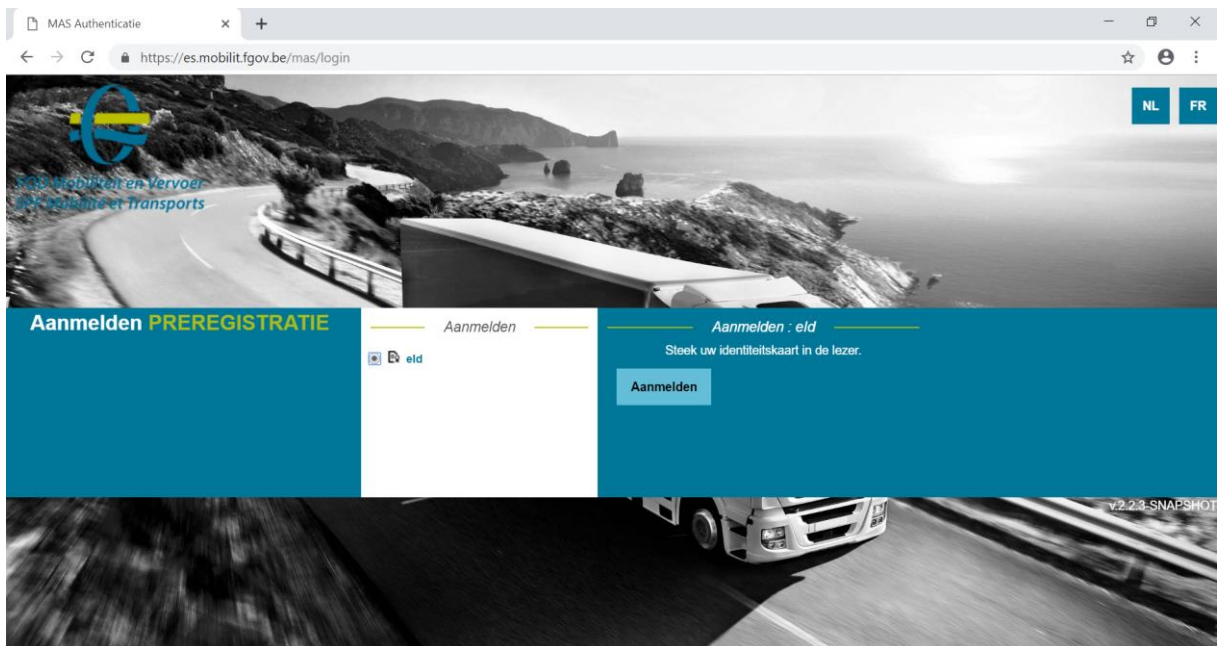 MAS Authenticatie
https://es.mobilit.fgov.be/mas/login
NL FR
FOD Mobiliteit en Vervoer
SPF Mobilité et Transports
Aanmelden PREREGISTRATIE
Aanmelden
eId
Aanmelden : eId
Steek uw identiteitskaart in de lezer.
Aanmelden
v.2.2.3-SNAPSHOT